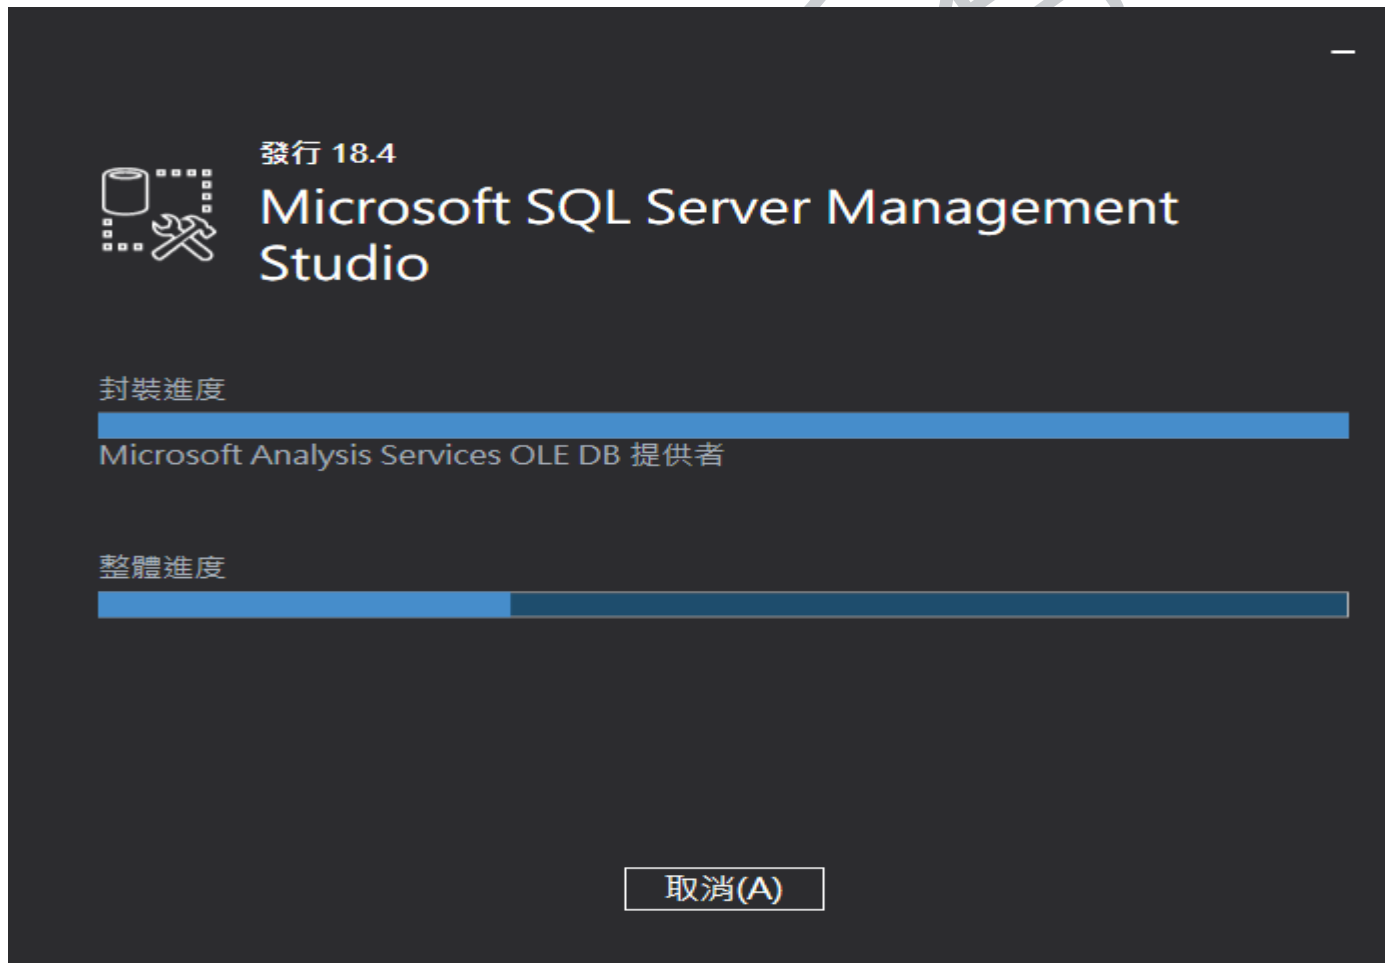 發行 18.4
Microsoft SQL Server Management
Studio
封裝進度
Microsoft Analysis Services OLE DB 提供者
整體進度
取消(A)